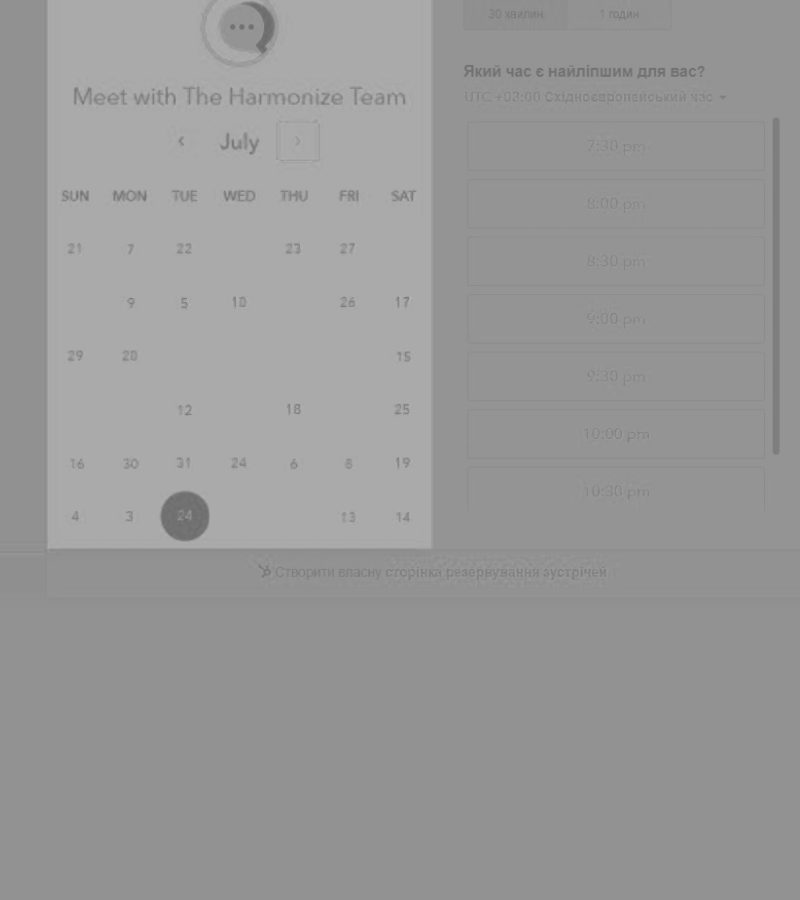 30 хвилин 1 годин
Meet with The Harmonize Team
July
SUN MON TUE WED THU FRI SAT
21 7 22 23 27
9 5 10 26 17
29 20 15
12 18 25
16 30 31 24 6 8 19
4 3 24 13 14
Який час є найліпшим для вас?
UTC +03:00 Східноєвропейський час
7:30 pm
8:00 pm
8:30 pm
9:00 pm
9:30 pm
10:00 pm
10:30 pm
Створити власну сторінка резервування зустрічей